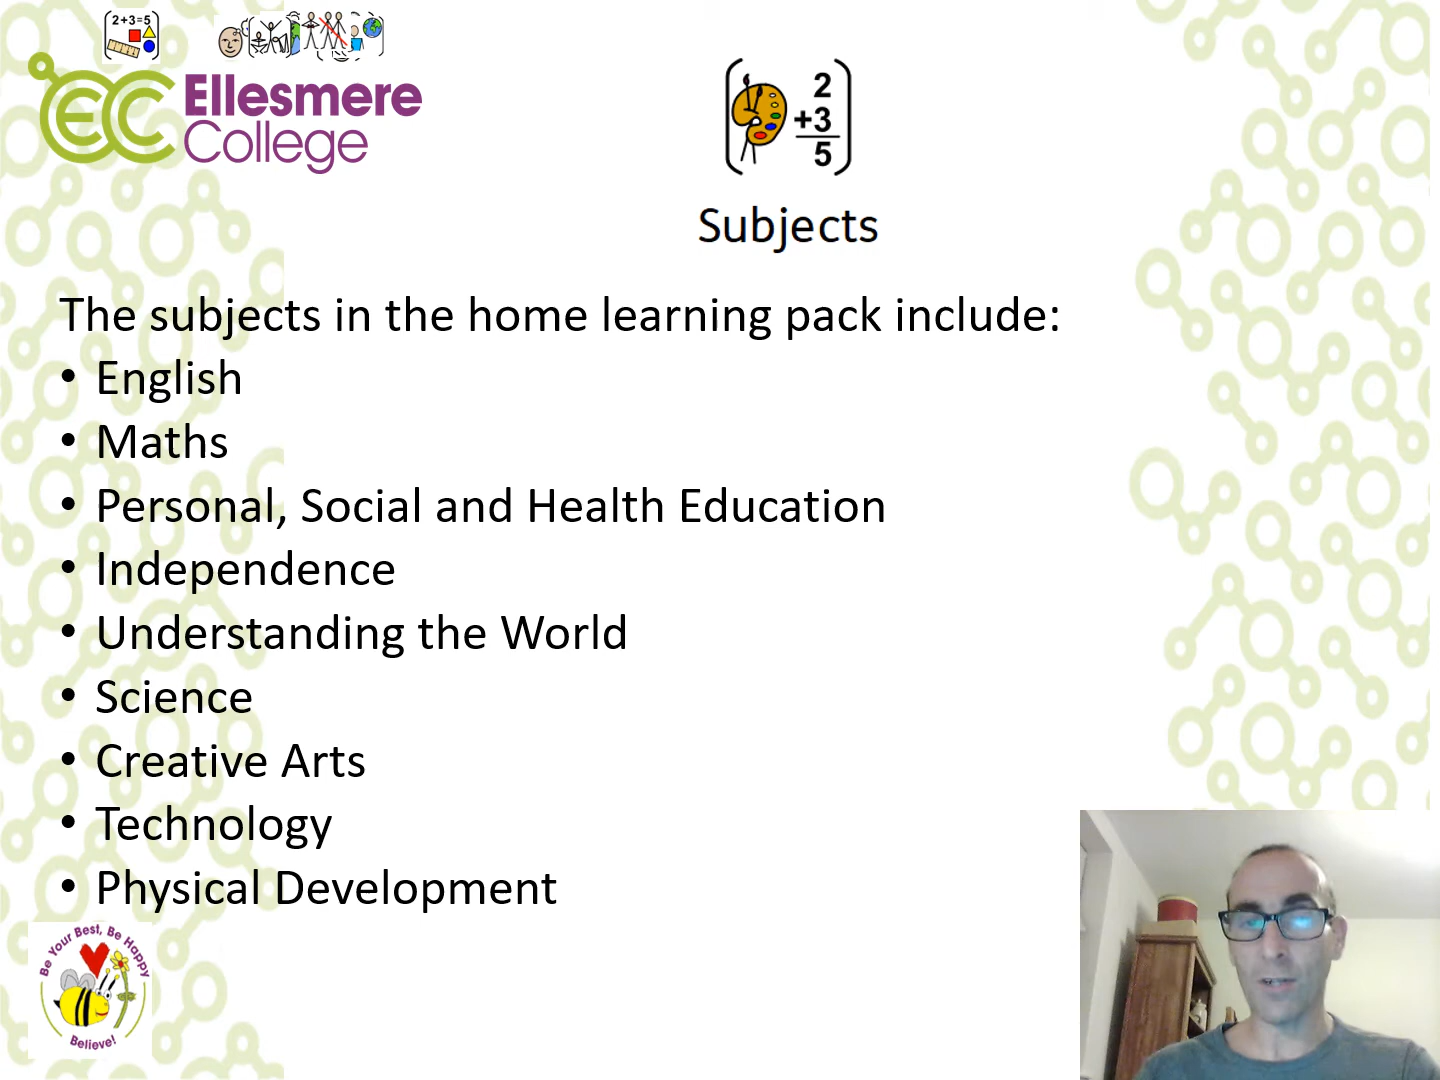 2+3=5
EC Ellesmere
College
2
+3
5
Subjects
The subjects in the home learning pack include:
• English
• Maths
• Personal, Social and Health Education
• Independence
• Understanding the World
• Science
• Creative Arts
• Technology
• Physical Development
Be Your Best, Be Happy
Believe!